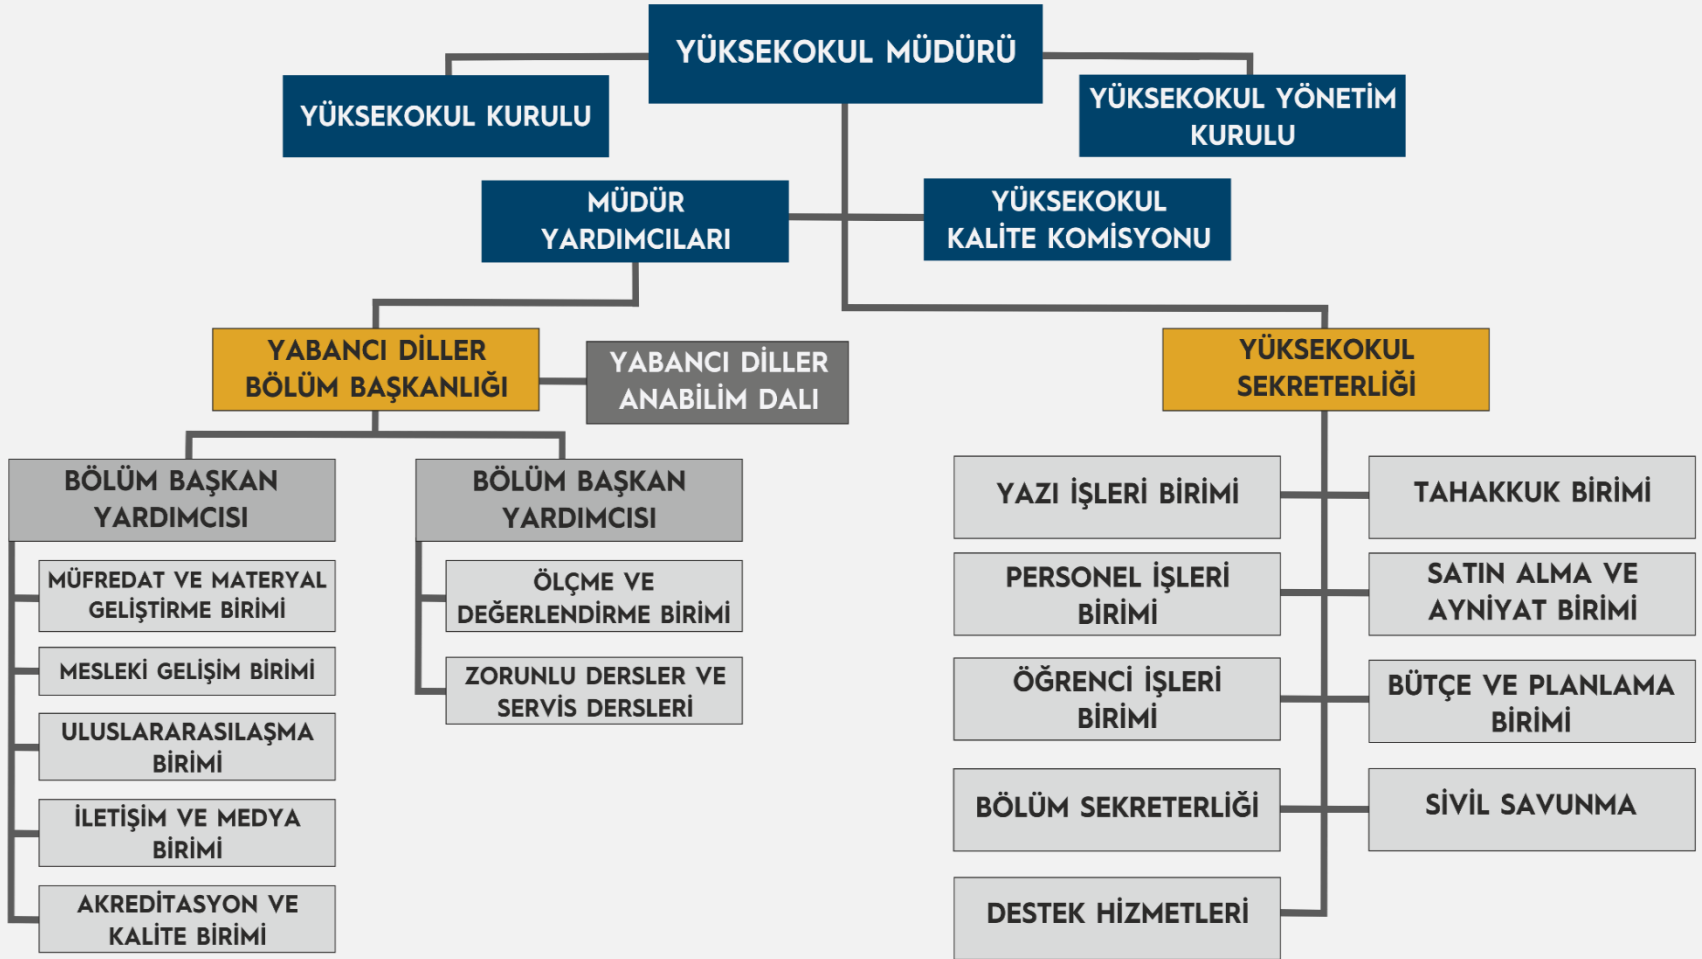 YÜKSEKOKUL MÜDÜRÜ
YÜKSEKOKUL KURULU
YÜKSEKOKUL YÖNETİM
KURULU
MÜDÜR
YARDIMCILARI
YÜKSEKOKUL
KALİTE KOMİSYONU
YABANCI DİLLER
BÖLÜM BAŞKANLIĞI
YABANCI DİLLER
ANABİLİM DALI
YÜKSEKOKUL
SEKRETERLİĞİ
BÖLÜM BAŞKAN
YARDIMCISI
MÜFREDAT VE MATERYAL
GELİŞTİRME BİRİMİ
MESLEKİ GELİŞİM BİRİMİ
ULUSLARARASILAŞMA
BİRİMİ
İLETİŞİM VE MEDYA
BİRİMİ
AKREDİTASYON VE
KALİTE BİRİMİ
BÖLÜM BAŞKAN
YARDIMCISI
ÖLÇME VE
DEĞERLENDİRME BİRİMİ
ZORUNLU DERSLER VE
SERVİS DERSLERİ
YAZI İŞLERİ BİRİMİ
TAHAKKUK BİRİMİ
PERSONEL İŞLERİ
BİRİMİ
SATIN ALMA VE
AYNİYAT BİRİMİ
ÖĞRENCİ İŞLERİ
BİRİMİ
BÜTÇE VE PLANLAMA
BİRİMİ
BÖLÜM SEKRETERLİĞİ
SİVİL SAVUNMA
DESTEK HİZMETLERİ